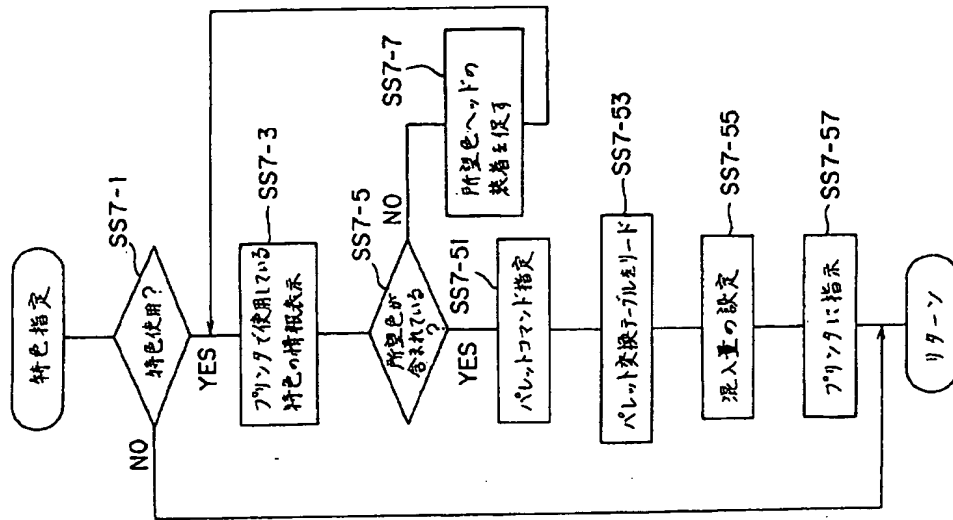 特色指定
SS7-1
特色使用?
NO
YES
SS7-3
プリンタで使用している
特色の情報表示
SS7-5
所望色が
含まれている
?
NO
SS7-7
所望色ヘッドの
装着を促す
YES
SS7-51
パレットコマンド指定
SS7-53
パレット変換テーブルをリード
SS7-55
混入量の設定
SS7-57
プリンタに指示
リターン